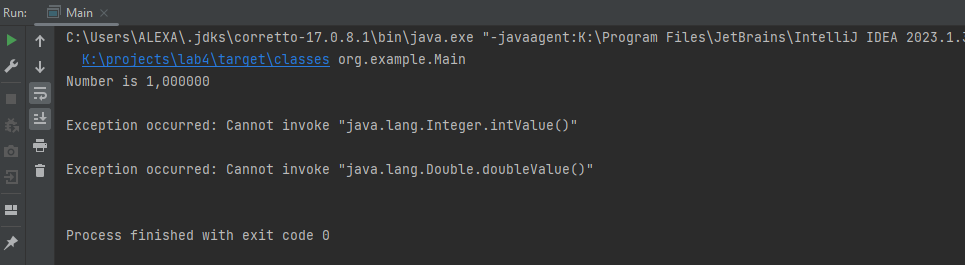 Run:
Main
C:\Users\ALEXA\.jdks\corretto-17.0.8.1\bin\java.exe "-javaagent:K:\Program Files\JetBrains\IntelliJ IDEA 2023.1.3
K:\projects\lab4\target\classes org.example.Main
Number is 1,000000
Exception occurred: Cannot invoke "java.lang.Integer.intValue()"
Exception occurred: Cannot invoke "java.lang.Double.doubleValue()"
Process finished with exit code 0